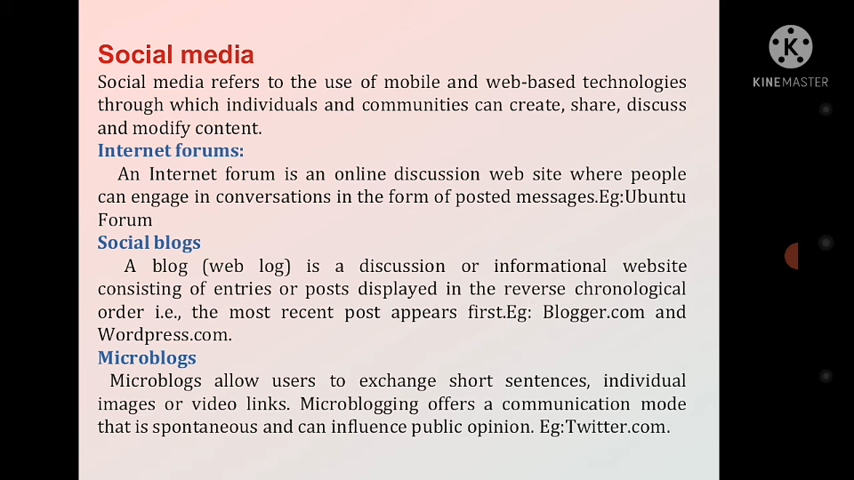 Social media
Social media refers to the use of mobile and web-based technologies
through which individuals and communities can create, share, discuss
and modify content.
Internet forums:
An Internet forum is an online discussion web site where people
can engage in conversations in the form of posted messages.Eg:Ubuntu
Forum
Social blogs
A blog (web log) is a discussion or informational website
consisting of entries or posts displayed in the reverse chronological
order i.e., the most recent post appears first.Eg: Blogger.com and
Wordpress.com.
Microblogs
Microblogs allow users to exchange short sentences, individual
images or video links. Microblogging offers a communication mode
that is spontaneous and can influence public opinion. Eg:Twitter.com.
K
KINEMASTER